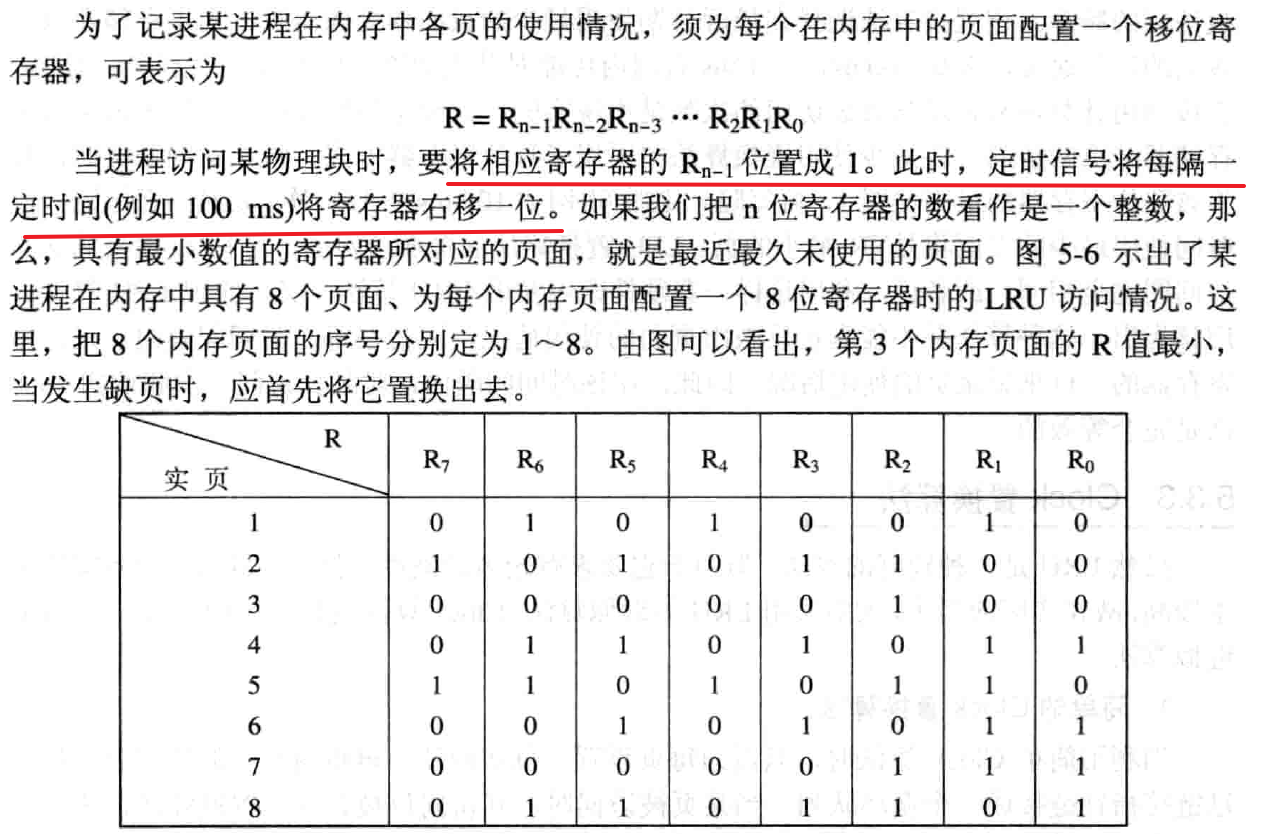 为了记录某进程在内存中各页的使用情况，须为每个在内存中的页面配置一个移位寄
存器，可表示为
R = Rn−1Rn−2Rn−3 ··· R2R1R0
当进程访问某物理块时，要将相应寄存器的 Rn−1 位置成 1。此时，定时信号将每隔一
定时间(例如 100 ms)将寄存器右移一位。如果我们把 n 位寄存器的数看作是一个整数，那
么，具有最小数值的寄存器所对应的页面，就是最近最久未使用的页面。图 5-6 示出了某
进程在内存中具有 8 个页面、为每个内存页面配置一个 8 位寄存器时的 LRU 访问情况。这
里，把 8 个内存页面的序号分别定为 1～8。由图可以看出，第 3 个内存页面的 R 值最小，
当发生缺页时，应首先将它置换出去。
实 页 R R7 R6 R5 R4 R3 R2 R1 R0
1 0 1 0 1 0 0 1 0
2 1 0 1 0 1 1 0 0
3 0 0 0 0 0 1 0 0
4 0 1 1 0 1 0 1 1
5 1 1 0 1 0 1 1 0
6 0 0 1 0 1 0 1 1
7 0 0 0 0 0 1 1 1
8 0 1 1 0 1 1 0 1